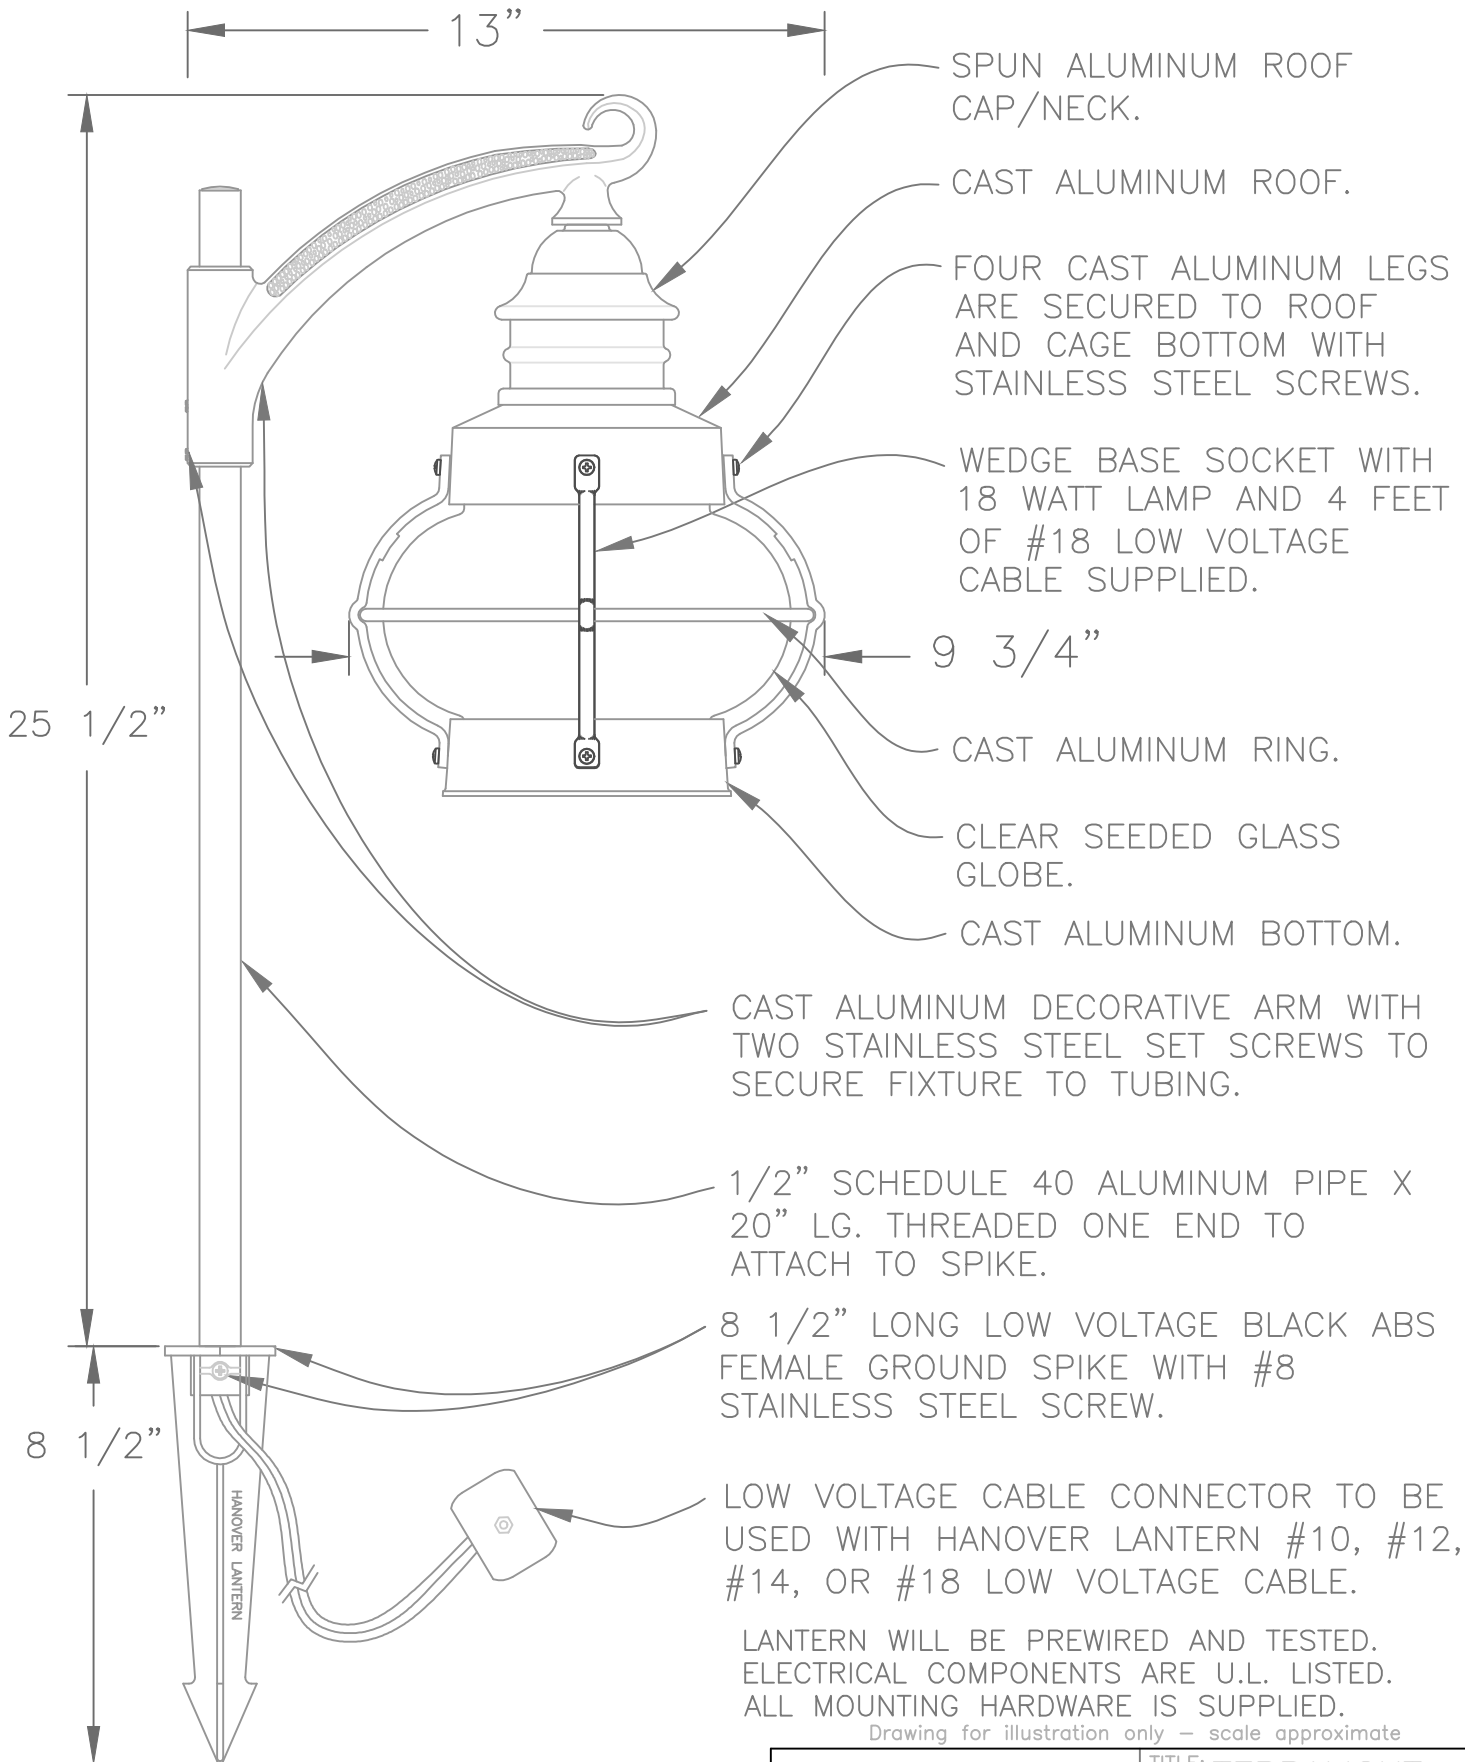 13”
SPUN ALUMINUM ROOF
CAP/NECK.
CAST ALUMINUM ROOF.
FOUR CAST ALUMINUM LEGS
ARE SECURED TO ROOF
AND CAGE BOTTOM WITH
STAINLESS STEEL SCREWS.
WEDGE BASE SOCKET WITH
18 WATT LAMP AND 4 FEET
OF #18 LOW VOLTAGE
CABLE SUPPLIED.
9 3/4”
25 1/2”
CAST ALUMINUM RING.
CLEAR SEEDED GLASS
GLOBE.
CAST ALUMINUM BOTTOM.
CAST ALUMINUM DECORATIVE ARM WITH
TWO STAINLESS STEEL SET SCREWS TO
SECURE FIXTURE TO TUBING.
1/2” SCHEDULE 40 ALUMINUM PIPE X
20” LG. THREADED ONE END TO
ATTACH TO SPIKE.
8 1/2” LONG LOW VOLTAGE BLACK ABS
FEMALE GROUND SPIKE WITH #8
STAINLESS STEEL SCREW.
8 1/2”
HANOVER LANTERN
LOW VOLTAGE CABLE CONNECTOR TO BE
USED WITH HANOVER LANTERN #10, #12,
#14, OR #18 LOW VOLTAGE CABLE.
LANTERN WILL BE PREWIRED AND TESTED.
ELECTRICAL COMPONENTS ARE U.L. LISTED.
ALL MOUNTING HARDWARE IS SUPPLIED.
Drawing for illustration only – scale approximate
TITLE: